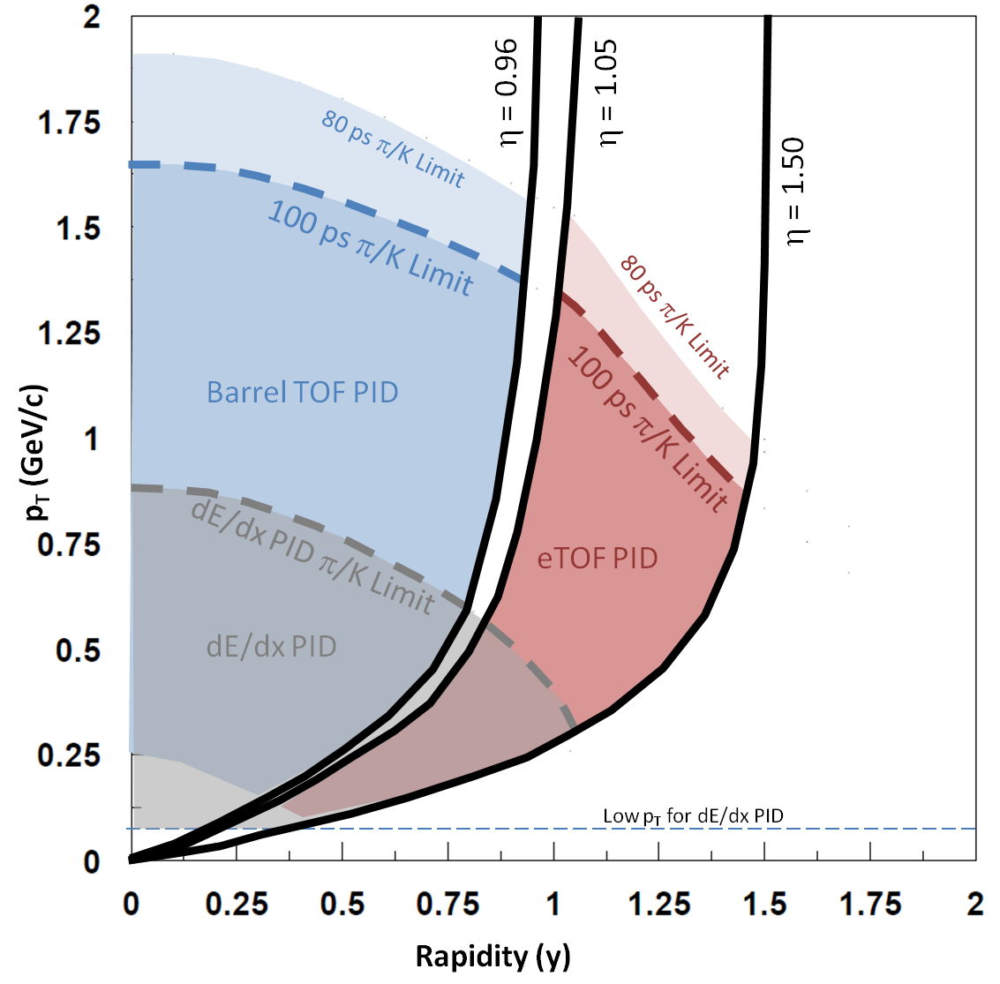 2
1.75
1.5
1.25
1
0.75
0.5
0.25
0
pT (GeV/c)
80 ps π/K Limit
100 ps π/K Limit
Barrel TOF PID
dE/dx PID π/K Limit
dE/dx PID
η = 0.96
η = 1.05
η = 1.50
80 ps π/K Limit
100 ps π/K Limit
eTOF PID
Low pT for dE/dx PID
0 0.25 0.5 0.75 1 1.25 1.5 1.75 2
Rapidity (y)